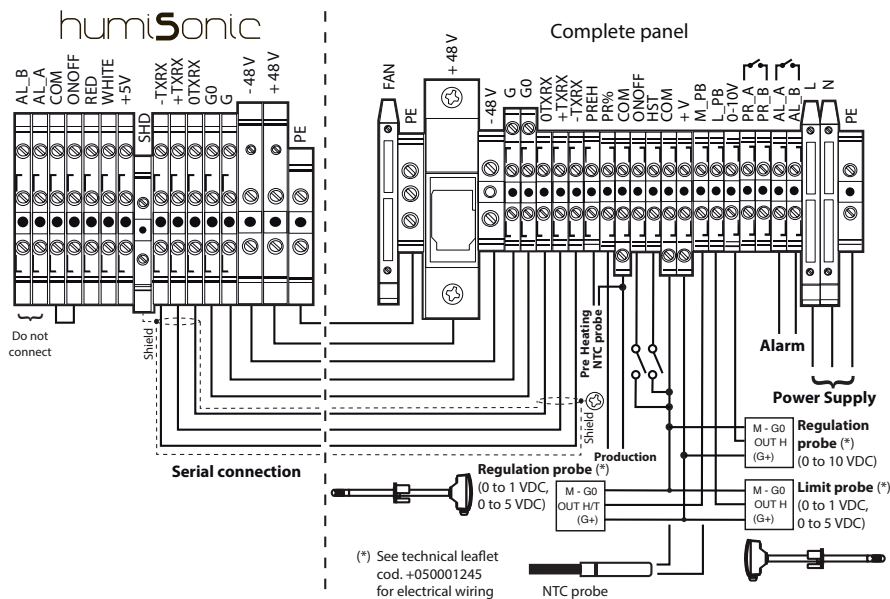 humiSonic
Complete panel
AL_B
AL_A
COM
ONOFF
RED
WHITE
+5V
SHD
-TXRX
+TXRX
0TXRX
G0
G
-48V
+48V
PE
FAN
PE
+48V
-48V
G
G0
0TXRX
+TXRX
-TXRX
PREH
PR%
COM
ONOFF
HST
COM
+V
M_PB
L_PB
0-10V
PR_A
PR_B
AL_A
AL_B
L
N
PE
Do not
connect
Shield
Pre Heating
NTC probe
Alarm
Power Supply
Shield
Serial connection
Production
Regulation probe (*)
(0 to 1 VDC,
0 to 5 VDC)
M - G0
OUT H/T
(G+)
M - G0
OUT H
(G+)
Regulation
probe (*)
(0 to 10 VDC)
M - G0
OUT H
(G+)
Limit probe (*)
(0 to 1 VDC,
0 to 5 VDC)
(*) See technical leaflet
cod. +050001245
for electrical wiring
NTC probe